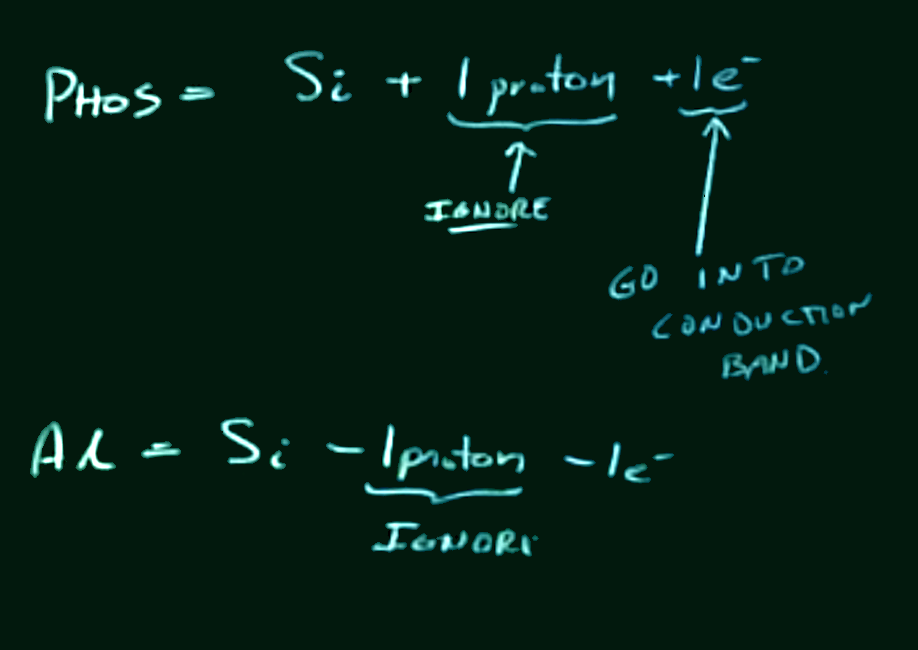 PHOS = Si + 1 proton + 1e⁻
IGNORE
GO INTO
CONDUCTION
BAND.
Al = Si - 1 proton - 1e⁻
IGNORE